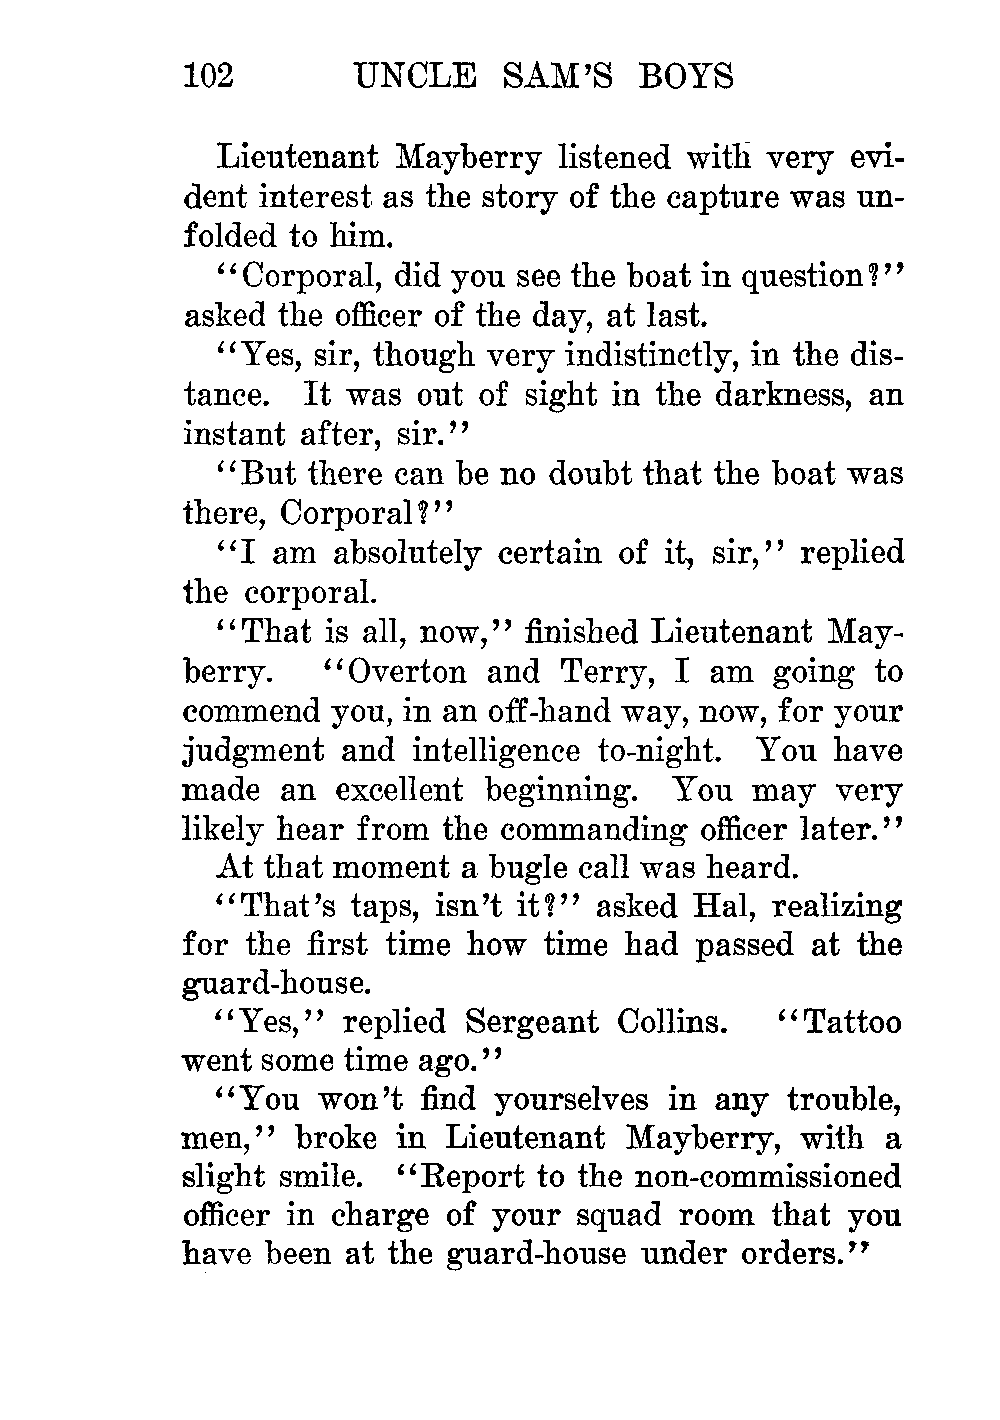 102 UNCLE SAM'S BOYS
Lieutenant Mayberry listened with very evi-
dent interest as the story of the capture was un-
folded to him.
"Corporal, did you see the boat in question?"
asked the officer of the day, at last.
"Yes, sir, though very indistinctly, in the dis-
tance. It was out of sight in the darkness, an
instant after, sir."
"But there can be no doubt that the boat was
there, Corporal?"
"I am absolutely certain of it, sir," replied
the corporal.
"That is all, now," finished Lieutenant May-
berry. "Overton and Terry, I am going to
commend you, in an off-hand way, now, for your
judgment and intelligence to-night. You have
made an excellent beginning. You may very
likely hear from the commanding officer later."
At that moment a bugle call was heard.
"That's taps, isn't it?" asked Hal, realizing
for the first time how time had passed at the
guard-house.
"Yes," replied Sergeant Collins. "Tattoo
went some time ago."
"You won't find yourselves in any trouble,
men," broke in Lieutenant Mayberry, with a
slight smile. "Report to the non-commissioned
officer in charge of your squad room that you
have been at the guard-house under orders."